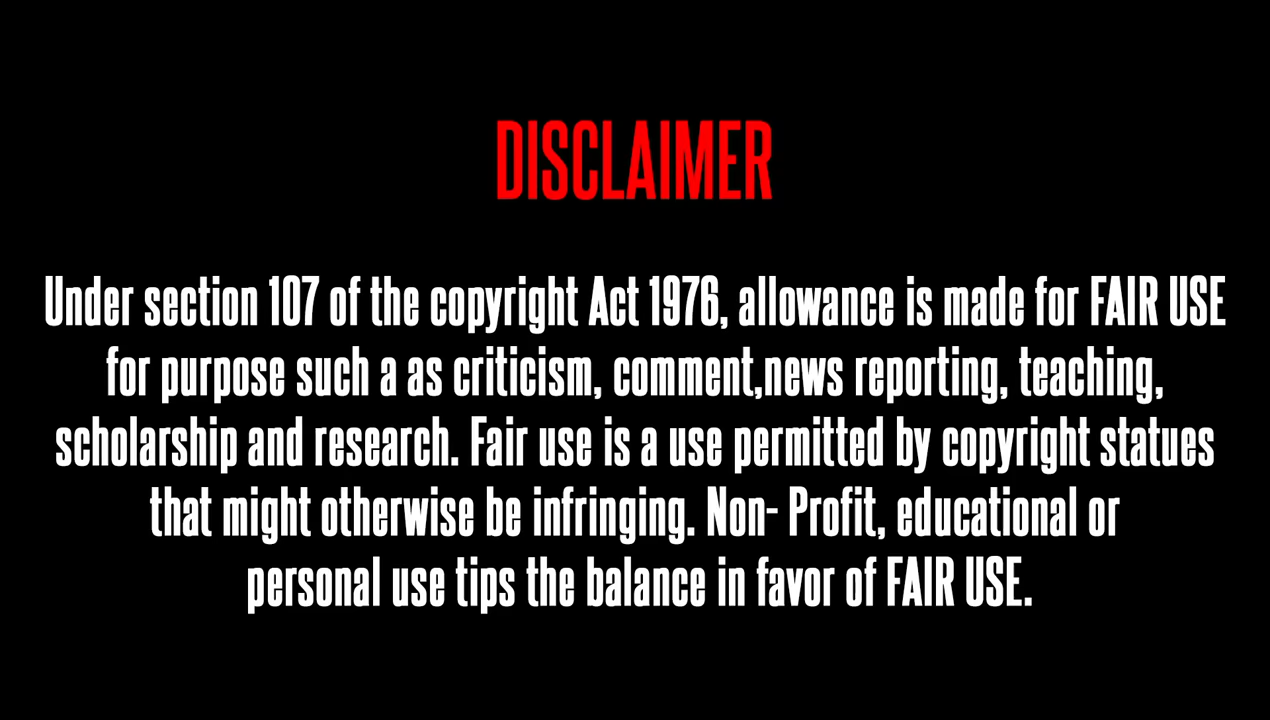 DISCLAIMER
Under section 107 of the copyright Act 1976, allowance is made for FAIR USE
for purpose such a as criticism, comment,news reporting, teaching,
scholarship and research. Fair use is a use permitted by copyright statues
that might otherwise be infringing. Non- Profit, educational or
personal use tips the balance in favor of FAIR USE.